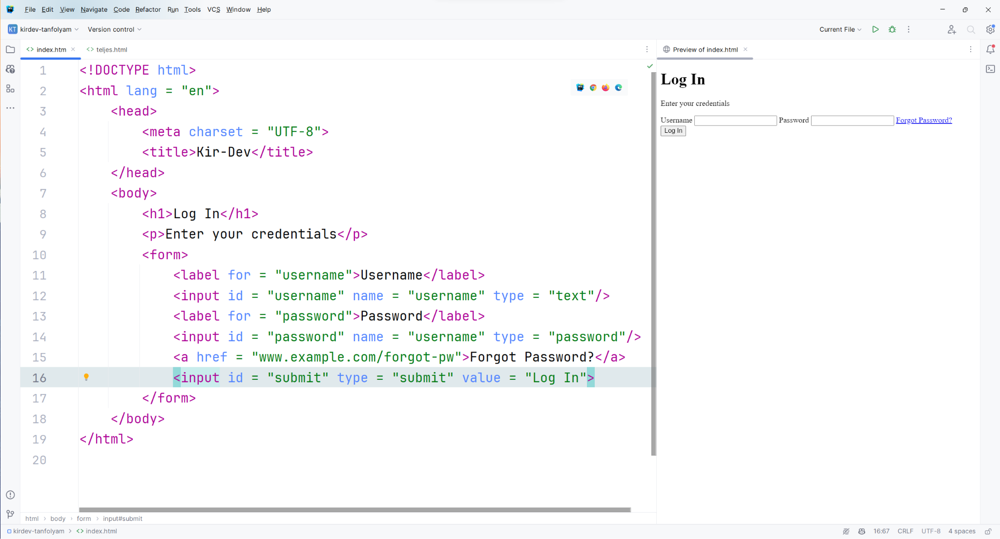 File Edit View Navigate Code Refactor Run Tools VCS Window Help
KT kirdev-tanfolyam Version control Current File
index.htm teljes.html Preview of index.html
1 <!DOCTYPE html>
2 <html lang = "en">
3 <head>
4 <meta charset = "UTF-8">
5 <title>Kir-Dev</title>
6 </head>
7 <body>
8 <h1>Log In</h1>
9 <p>Enter your credentials</p>
10 <form>
11 <label for = "username">Username</label>
12 <input id = "username" name = "username" type = "text"/>
13 <label for = "password">Password</label>
14 <input id = "password" name = "username" type = "password"/>
15 <a href = "www.example.com/forgot-pw">Forgot Password?</a>
16 <input id = "submit" type = "submit" value = "Log In">
17 </form>
18 </body>
19 </html>
20
Log In
Enter your credentials
Username Password Forgot Password?
Log In
html > body > form > input#submit
kirdev-tanfolyam > <> index.html 16:67 CRLF UTF-8 4 spaces